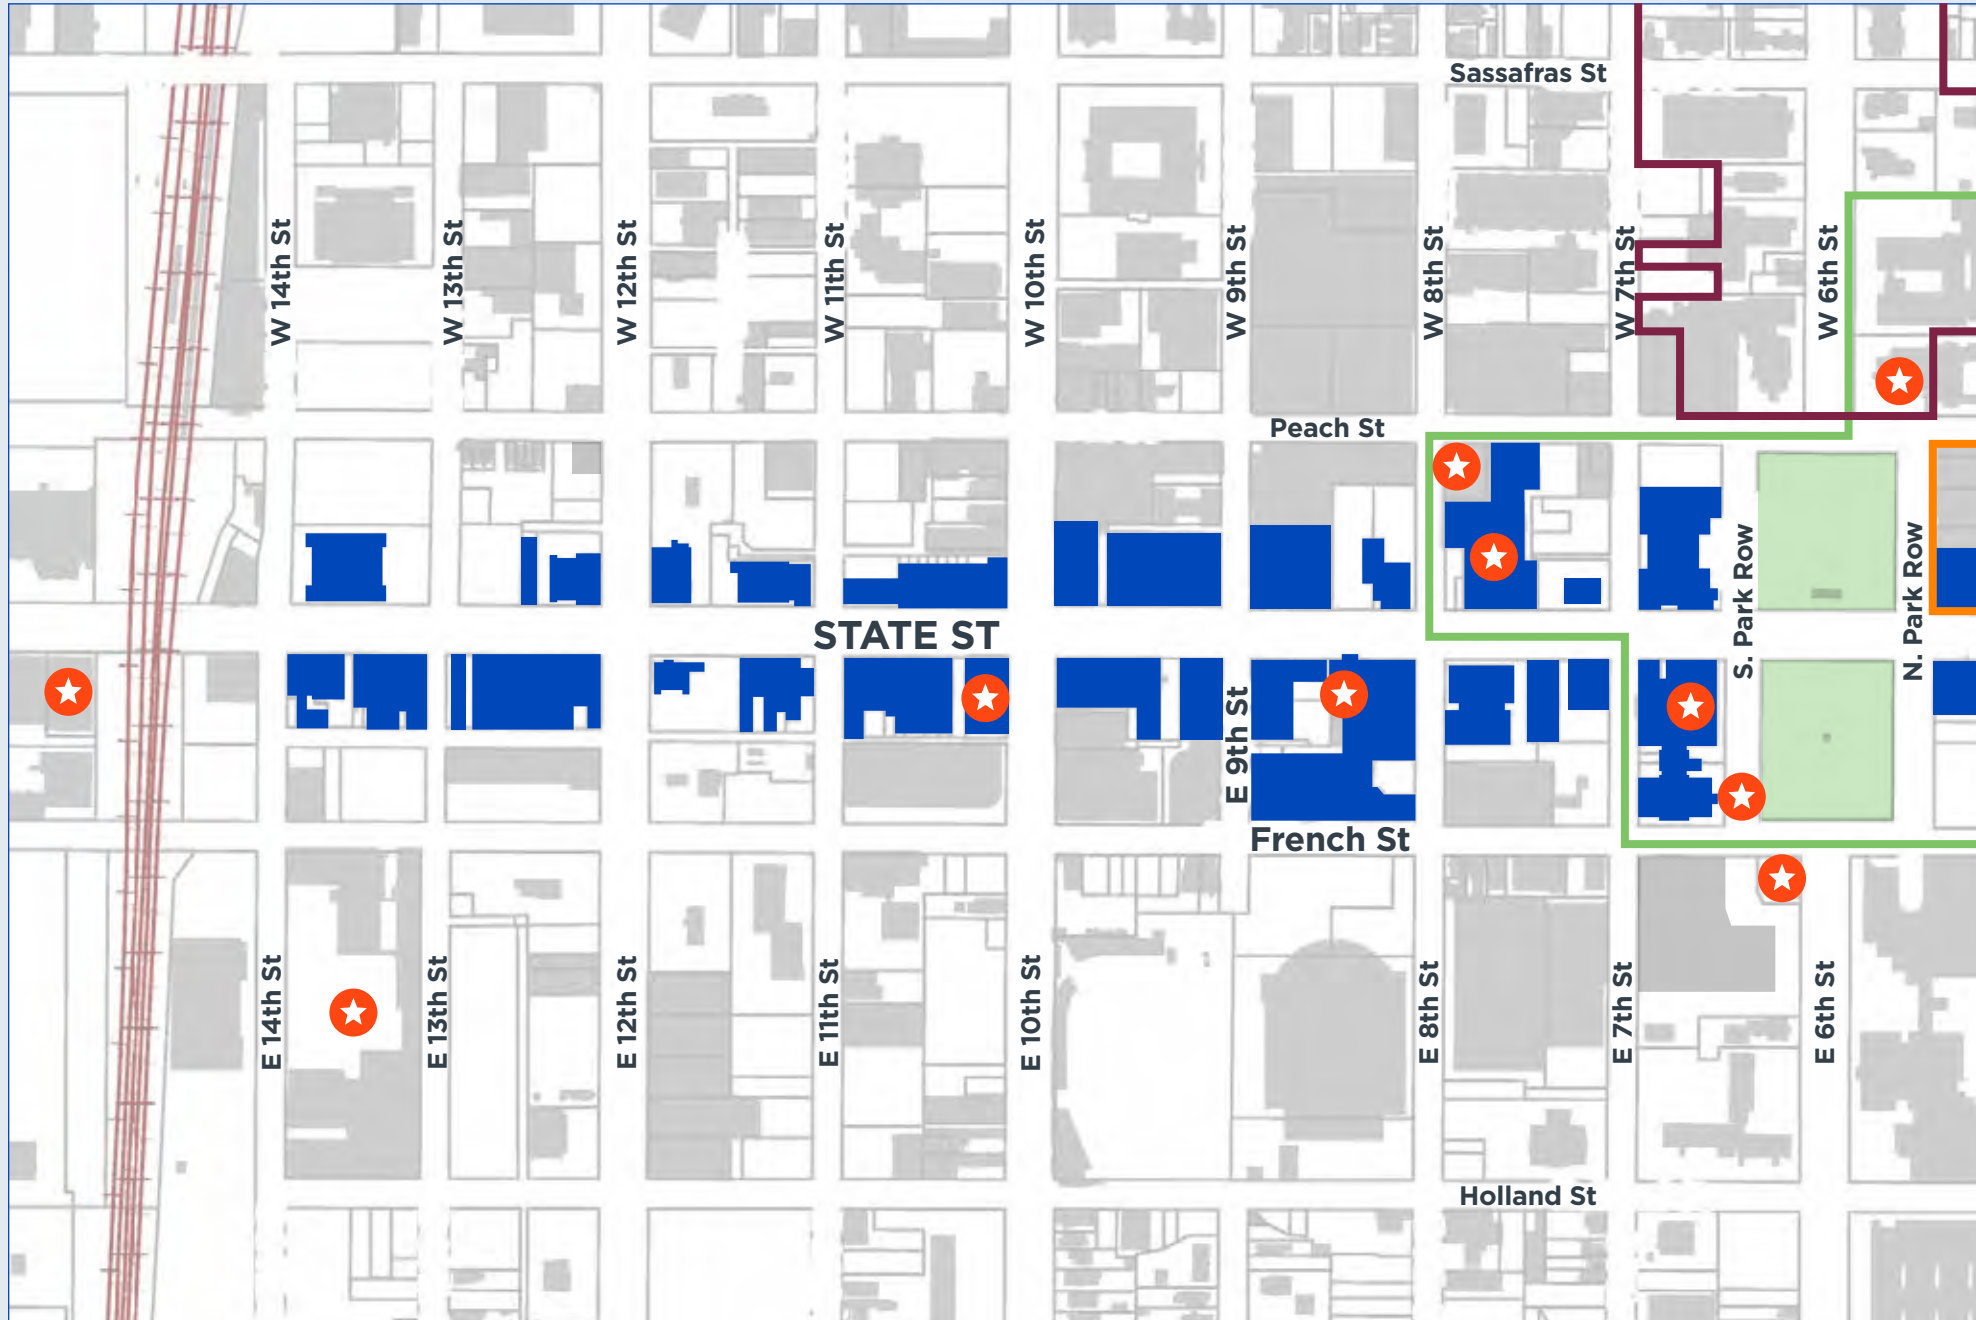 Sassafras St
W 14th St
W 13th St
W 12th St
W 11th St
W 10th St
W 9th St
W 8th St
W 7th St
W 6th St
Peach St
S. Park Row
N. Park Row
STATE ST
E 9th St
French St
E 14th St
E 13th St
E 12th St
E 11th St
E 10th St
E 8th St
E 7th St
E 6th St
Holland St